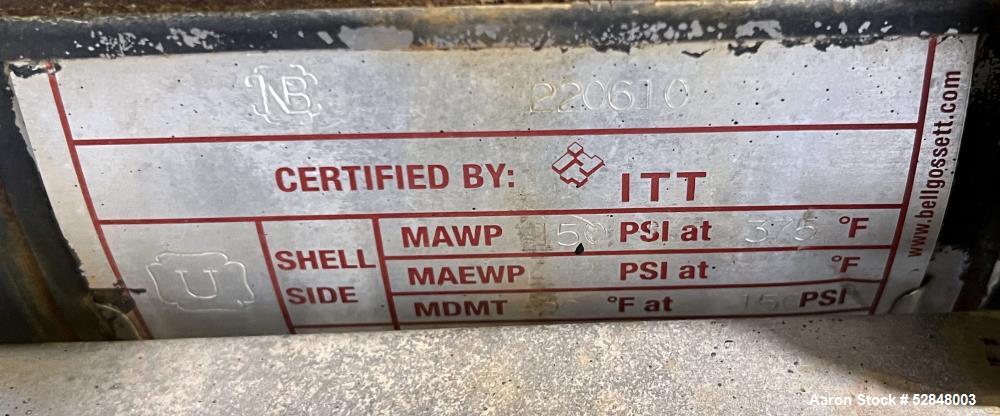 NB 220610
CERTIFIED BY: ITT
www.bellgossett.com
U
SHELL SIDE
MAWP 150 PSI at 375 °F
MAEWP PSI at °F
MDMT °F at 150 PSI
Aaron Stock # 52848003